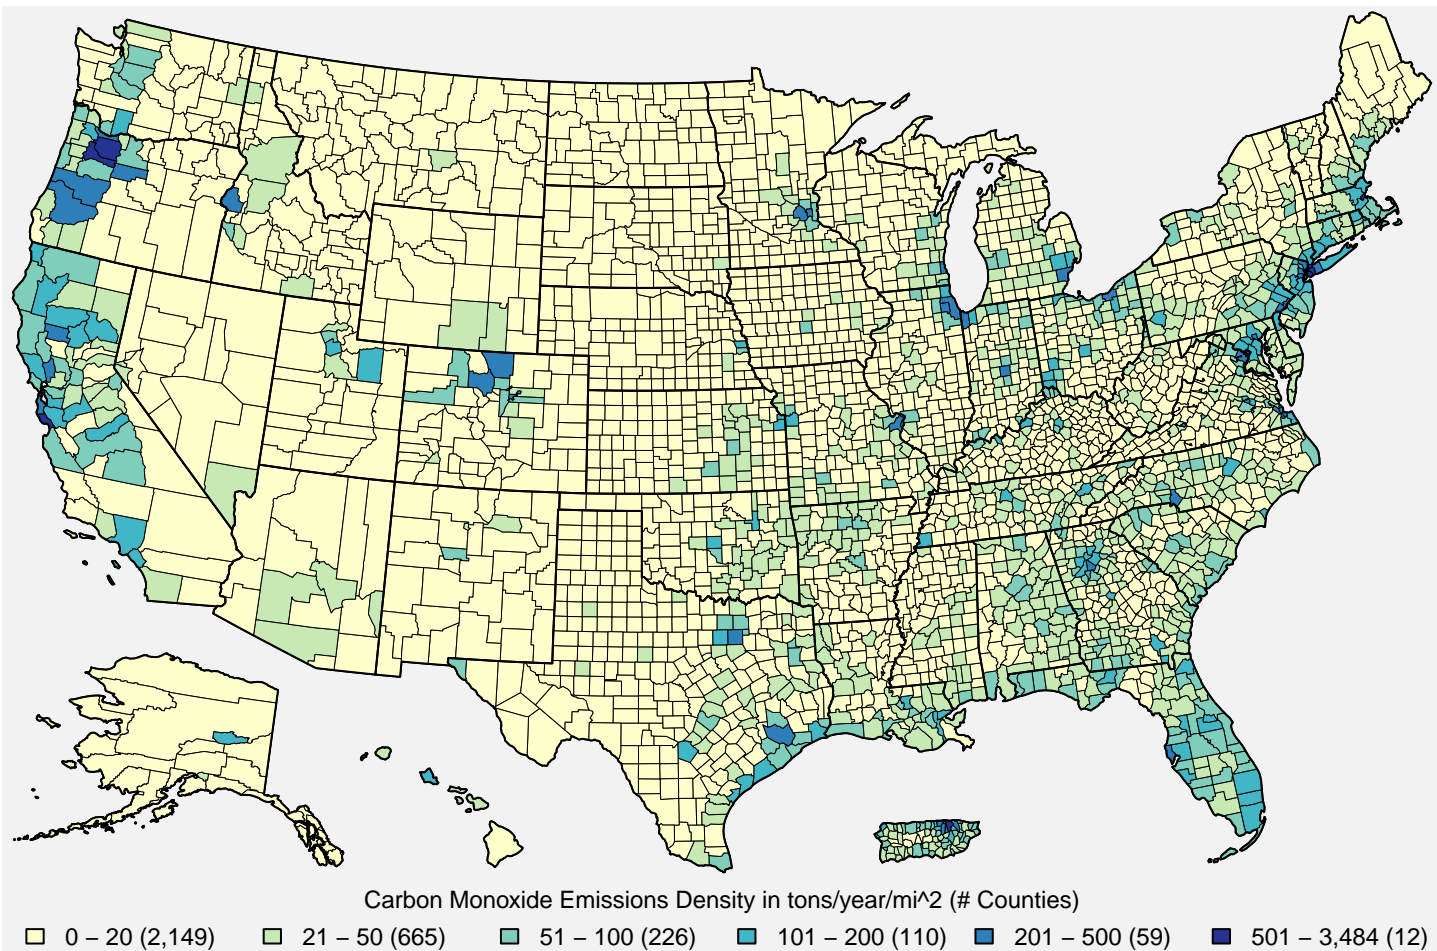 Carbon Monoxide Emissions Density in tons/year/mi^2 (# Counties)
0 − 20 (2,149) 21 − 50 (665) 51 − 100 (226) 101 − 200 (110) 201 − 500 (59) 501 − 3,484 (12)